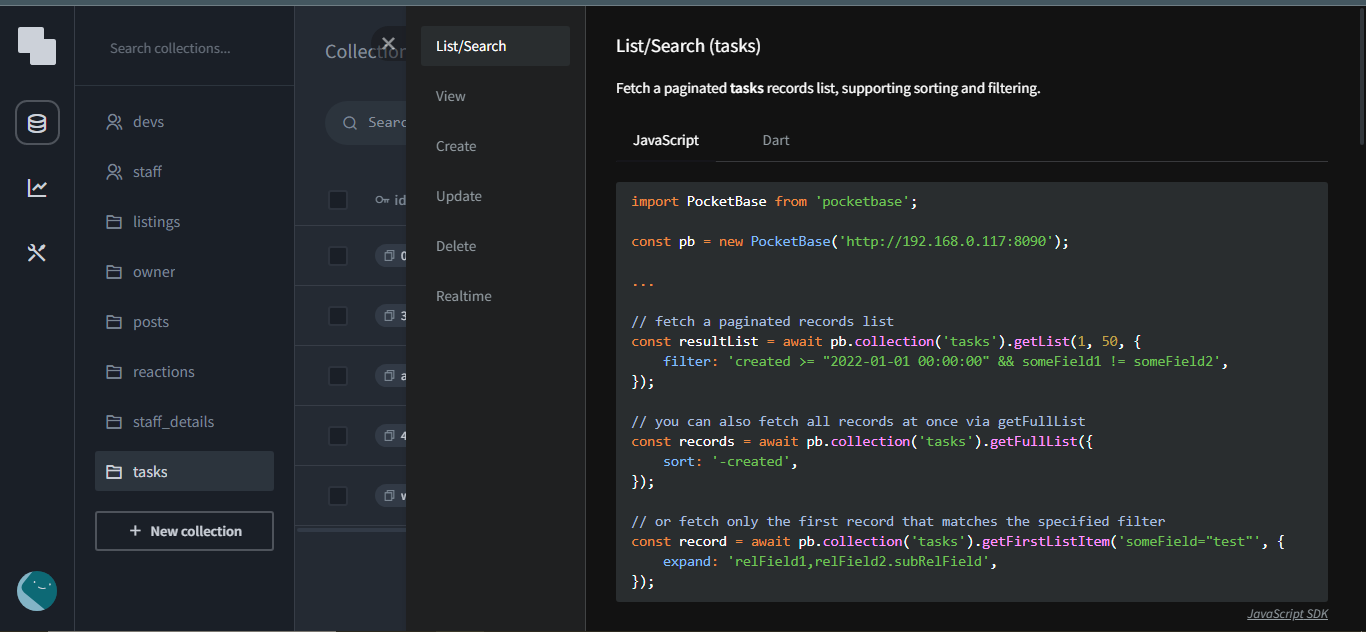 Search collections...
devs
staff
listings
owner
posts
reactions
staff_details
tasks
+ New collection
Collection
Searc
id
0
3
a
4
w
List/Search
View
Create
Update
Delete
Realtime
List/Search (tasks)
Fetch a paginated tasks records list, supporting sorting and filtering.
JavaScript
Dart
import PocketBase from 'pocketbase';
const pb = new PocketBase('http://192.168.0.117:8090');
...
// fetch a paginated records list
const resultList = await pb.collection('tasks').getList(1, 50, {
filter: 'created >= "2022-01-01 00:00:00" && someField1 != someField2',
});
// you can also fetch all records at once via getFullList
const records = await pb.collection('tasks').getFullList({
sort: '-created',
});
// or fetch only the first record that matches the specified filter
const record = await pb.collection('tasks').getFirstListItem('someField="test"', {
expand: 'relField1,relField2.subRelField',
});
JavaScript SDK